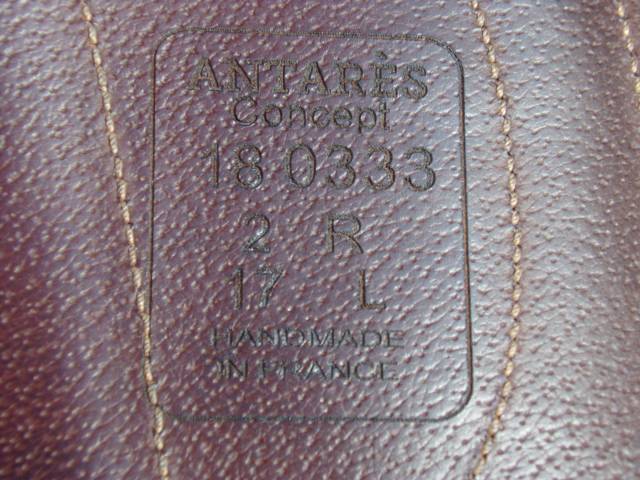 ANTARÈS
Concept
18 0333
2 R
17 L
HANDMADE
IN FRANCE